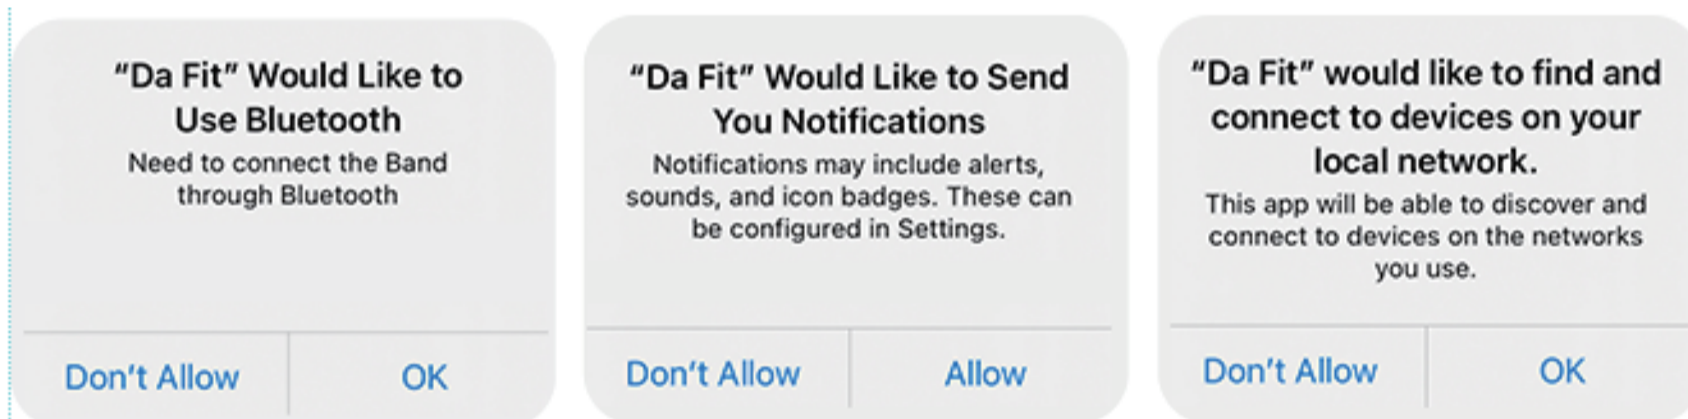 “Da Fit” Would Like to
Use Bluetooth
Need to connect the Band
through Bluetooth
Don’t Allow
OK
“Da Fit” Would Like to Send
You Notifications
Notifications may include alerts,
sounds, and icon badges. These can
be configured in Settings.
Don’t Allow
Allow
“Da Fit” would like to find and
connect to devices on your
local network.
This app will be able to discover and
connect to devices on the networks
you use.
Don’t Allow
OK